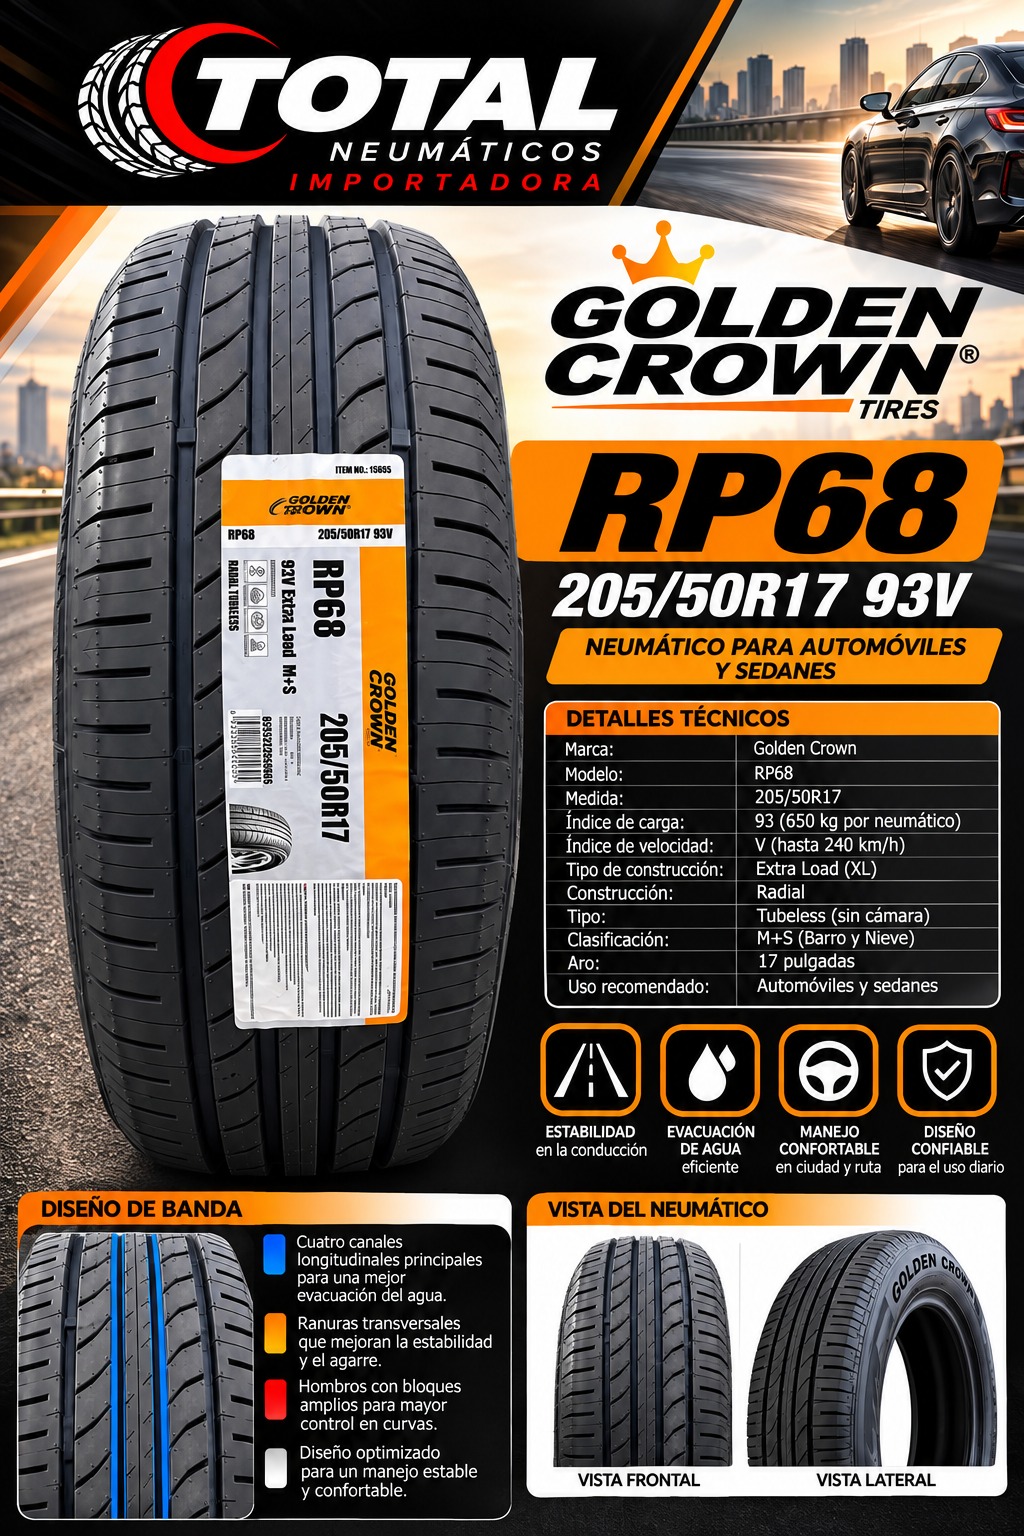 TOTAL
NEUMÁTICOS
IMPORTADORA
GOLDEN
CROWN®
TIRES
RP68
205/50R17 93V
NEUMÁTICO PARA AUTOMÓVILES
Y SEDANES
ITEM NO.: 1S695
GOLDEN
CROWN
RP68 205/50R17 93V
RP68 205/50R17
93V Extra Load M+S
GOLDEN
CROWN
DETALLES TÉCNICOS
Marca: Golden Crown
Modelo: RP68
Medida: 205/50R17
Índice de carga: 93 (650 kg por neumático)
Índice de velocidad: V (hasta 240 km/h)
Tipo de construcción: Extra Load (XL)
Construcción: Radial
Tipo: Tubeless (sin cámara)
Clasificación: M+S (Barro y Nieve)
Aro: 17 pulgadas
Uso recomendado: Automóviles y sedanes
ESTABILIDAD
en la conducción
EVACUACIÓN
DE AGUA
eficiente
MANEJO
CONFORTABLE
en ciudad y ruta
DISEÑO
CONFIABLE
para el uso diario
DISEÑO DE BANDA
Cuatro canales
longitudinales principales
para una mejor
evacuación del agua.
Ranuras transversales
que mejoran la estabilidad
y el agarre.
Hombros con bloques
amplios para mayor
control en curvas.
Diseño optimizado
para un manejo estable
y confortable.
VISTA DEL NEUMÁTICO
GOLDEN CROWN
VISTA FRONTAL
VISTA LATERAL